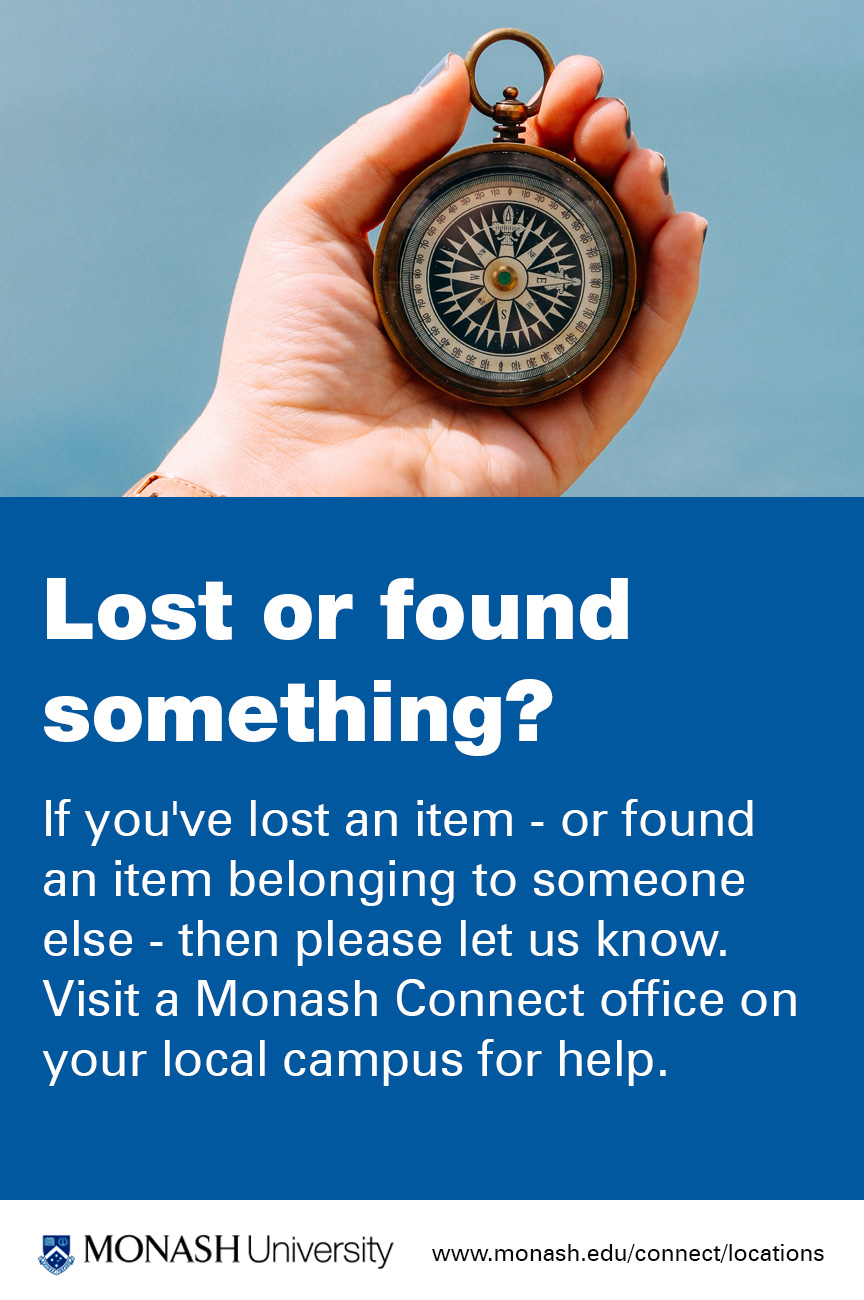 Lost or found
something?
If you've lost an item - or found
an item belonging to someone
else - then please let us know.
Visit a Monash Connect office on
your local campus for help.
MONASH University
www.monash.edu/connect/locations